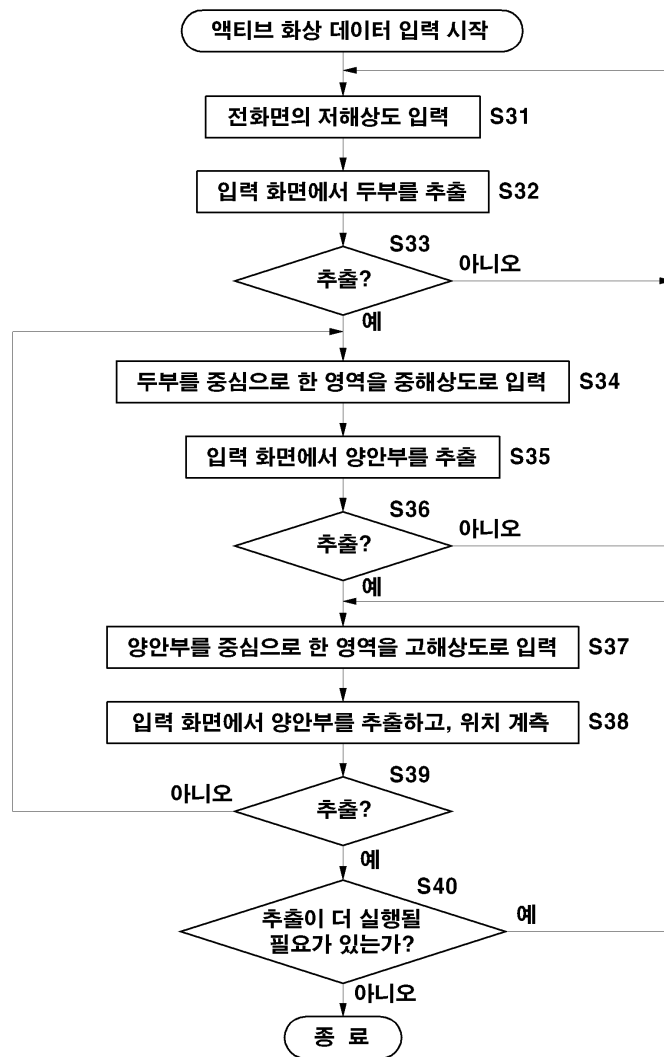 액티브 화상 데이터 입력 시작
전화면의 저해상도 입력 S31
입력 화면에서 두부를 추출 S32
S33
추출? 아니오
예
두부를 중심으로 한 영역을 중해상도로 입력 S34
입력 화면에서 양안부를 추출 S35
S36
추출? 아니오
예
양안부를 중심으로 한 영역을 고해상도로 입력 S37
입력 화면에서 양안부를 추출하고, 위치 계측 S38
S39
아니오 추출?
예
S40
추출이 더 실행될 예
필요가 있는가?
아니오
종 료